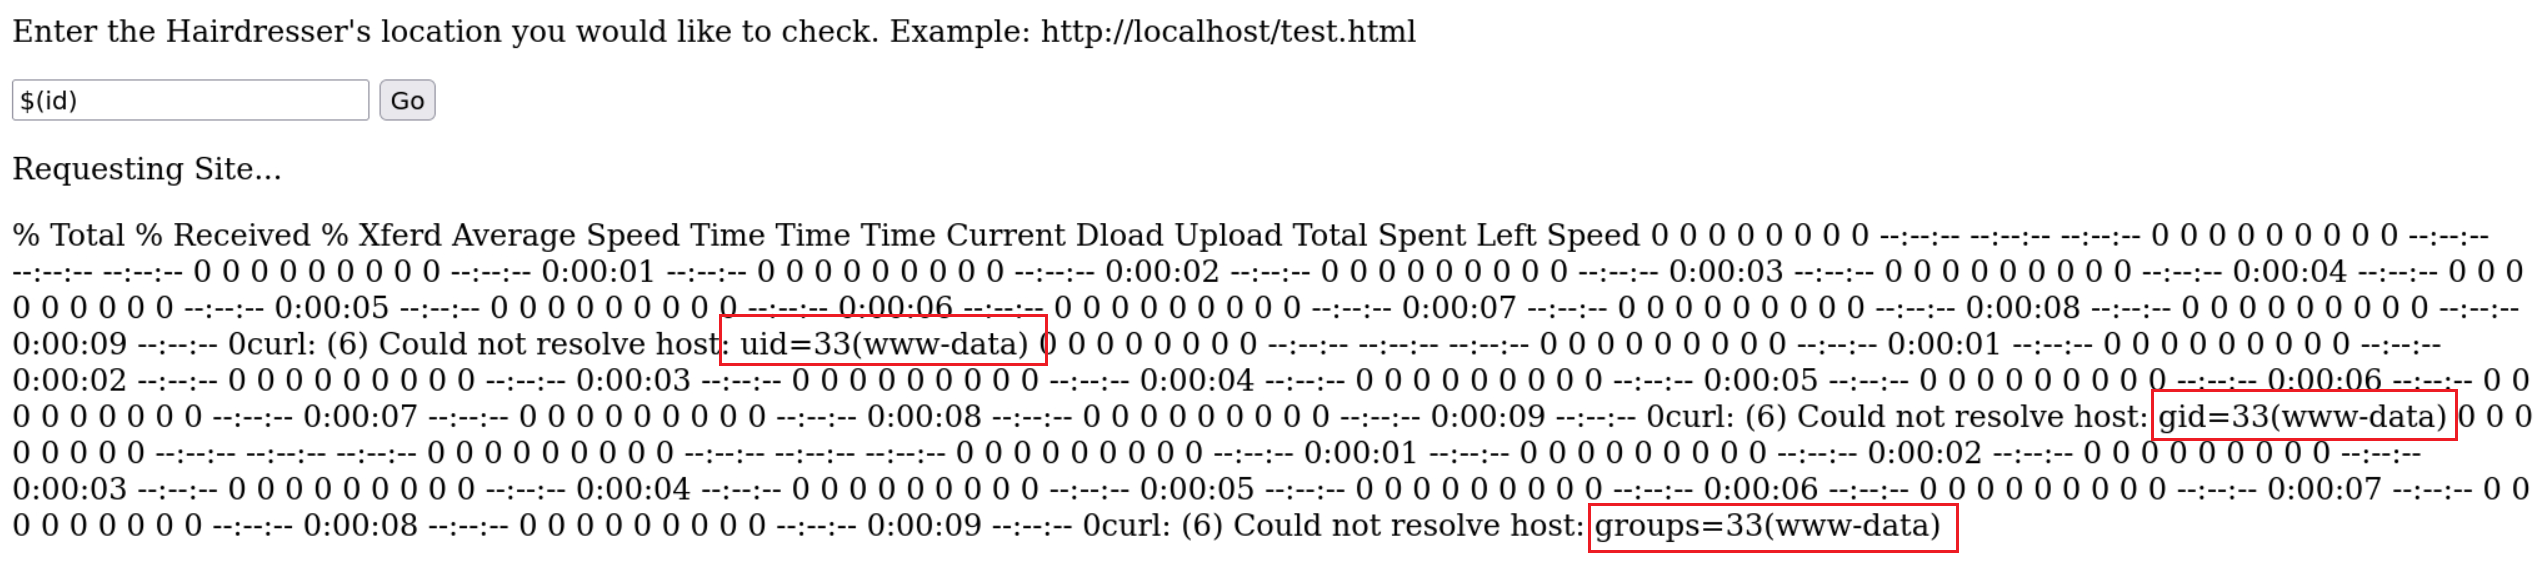 Enter the Hairdresser's location you would like to check. Example: http://localhost/test.html
$(id) Go
Requesting Site...
% Total % Received % Xferd Average Speed Time Time Time Current Dload Upload Total Spent Left Speed 0 0 0 0 0 0 0 0 --:--:-- --:--:-- --:--:-- 0 0 0 0 0 0 0 0 0 --:--:--
--:--:-- --:--:-- 0 0 0 0 0 0 0 0 0 --:--:-- 0:00:01 --:--:-- 0 0 0 0 0 0 0 0 0 --:--:-- 0:00:02 --:--:-- 0 0 0 0 0 0 0 0 0 --:--:-- 0:00:03 --:--:-- 0 0 0 0 0 0 0 0 0 --:--:-- 0:00:04 --:--:-- 0 0 0
0 0 0 0 0 0 --:--:-- 0:00:05 --:--:-- 0 0 0 0 0 0 0 0 0 --:--:-- 0:00:06 --:--:-- 0 0 0 0 0 0 0 0 0 --:--:-- 0:00:07 --:--:-- 0 0 0 0 0 0 0 0 0 --:--:-- 0:00:08 --:--:-- 0 0 0 0 0 0 0 0 0 --:--:--
0:00:09 --:--:-- 0curl: (6) Could not resolve host: uid=33(www-data) 0 0 0 0 0 0 0 0 --:--:-- --:--:-- --:--:-- 0 0 0 0 0 0 0 0 0 --:--:-- 0:00:01 --:--:-- 0 0 0 0 0 0 0 0 0 --:--:--
0:00:02 --:--:-- 0 0 0 0 0 0 0 0 0 --:--:-- 0:00:03 --:--:-- 0 0 0 0 0 0 0 0 0 --:--:-- 0:00:04 --:--:-- 0 0 0 0 0 0 0 0 0 --:--:-- 0:00:05 --:--:-- 0 0 0 0 0 0 0 0 0 --:--:-- 0:00:06 --:--:-- 0 0
0 0 0 0 0 0 0 --:--:-- 0:00:07 --:--:-- 0 0 0 0 0 0 0 0 0 --:--:-- 0:00:08 --:--:-- 0 0 0 0 0 0 0 0 0 --:--:-- 0:00:09 --:--:-- 0curl: (6) Could not resolve host: gid=33(www-data) 0 0 0
0 0 0 0 0 --:--:-- --:--:-- --:--:-- 0 0 0 0 0 0 0 0 0 --:--:-- --:--:-- --:--:-- 0 0 0 0 0 0 0 0 0 --:--:-- 0:00:01 --:--:-- 0 0 0 0 0 0 0 0 0 --:--:-- 0:00:02 --:--:-- 0 0 0 0 0 0 0 0 0 --:--:--
0:00:03 --:--:-- 0 0 0 0 0 0 0 0 0 --:--:-- 0:00:04 --:--:-- 0 0 0 0 0 0 0 0 0 --:--:-- 0:00:05 --:--:-- 0 0 0 0 0 0 0 0 0 --:--:-- 0:00:06 --:--:-- 0 0 0 0 0 0 0 0 0 --:--:-- 0:00:07 --:--:-- 0 0
0 0 0 0 0 0 0 --:--:-- 0:00:08 --:--:-- 0 0 0 0 0 0 0 0 0 --:--:-- 0:00:09 --:--:-- 0curl: (6) Could not resolve host: groups=33(www-data)